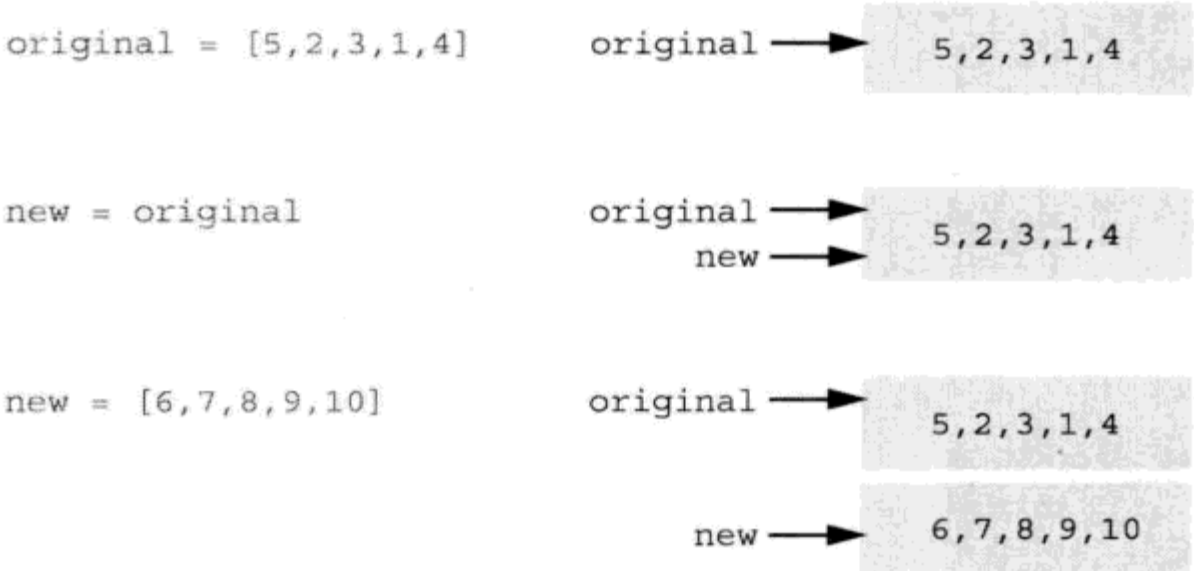 original = [5,2,3,1,4]
original
5,2,3,1,4
new = original
original
new
5,2,3,1,4
new = [6,7,8,9,10]
original
5,2,3,1,4
new
6,7,8,9,10